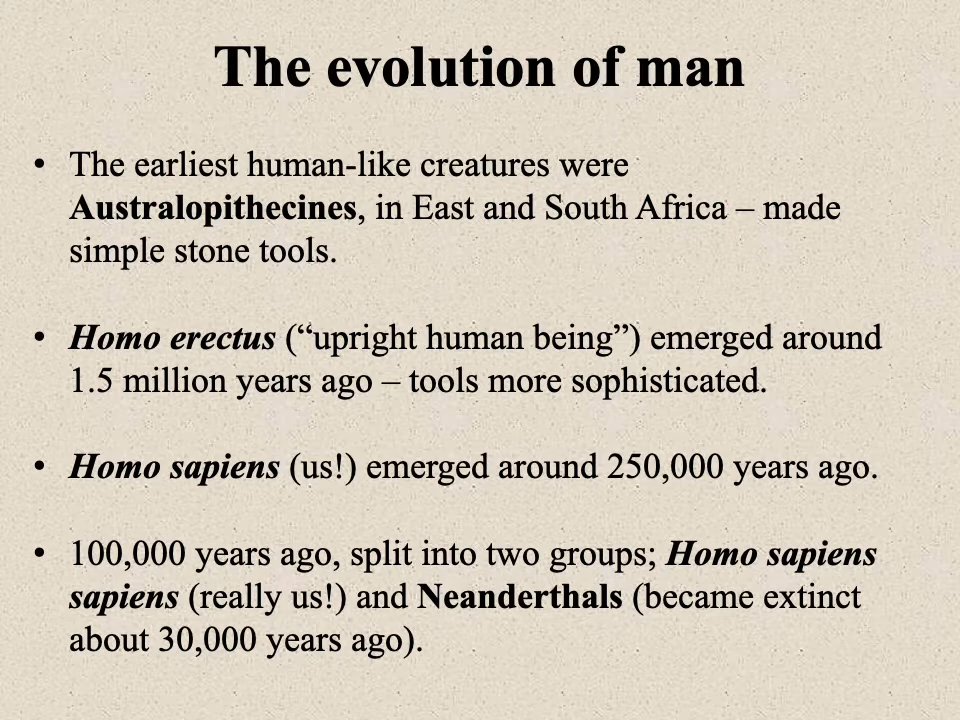 The evolution of man
• The earliest human-like creatures were
Australopithecines, in East and South Africa – made
simple stone tools.
• Homo erectus (“upright human being”) emerged around
1.5 million years ago – tools more sophisticated.
• Homo sapiens (us!) emerged around 250,000 years ago.
• 100,000 years ago, split into two groups; Homo sapiens
sapiens (really us!) and Neanderthals (became extinct
about 30,000 years ago).